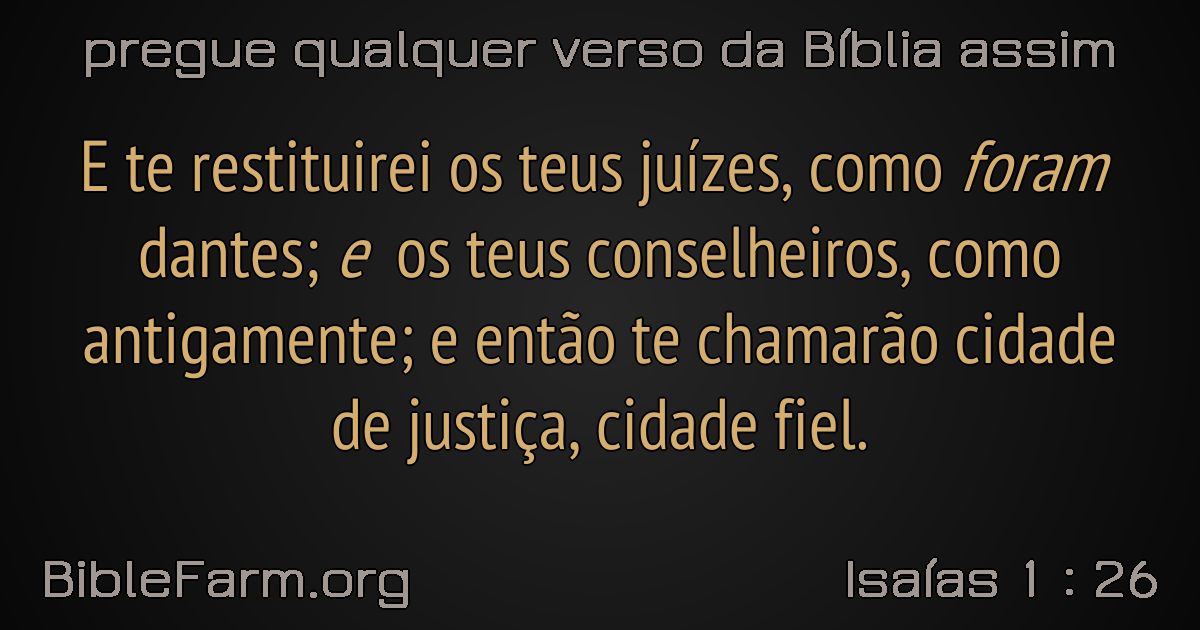 pregue qualquer verso da Bíblia assim
E te restituirei os teus juízes, como foram
dantes; e os teus conselheiros, como
antigamente; e então te chamarão cidade
de justiça, cidade fiel.
BibleFarm.org
Isaías 1 : 26